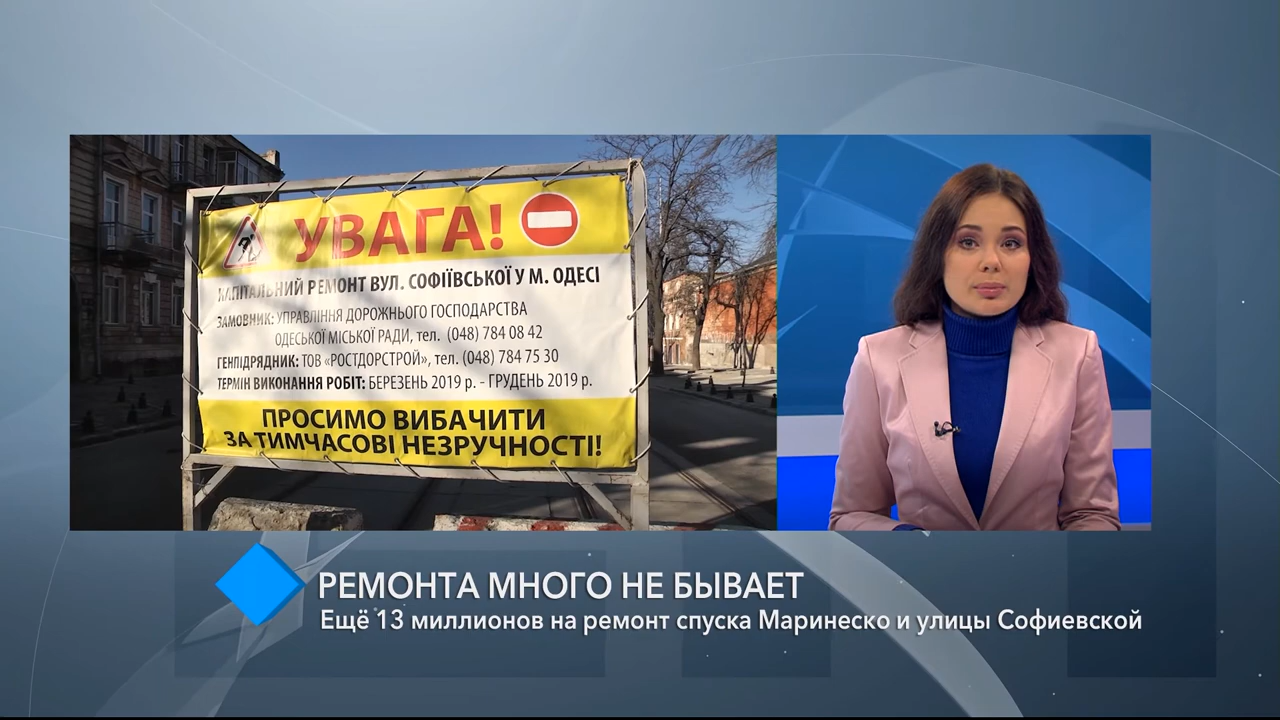 УВАГА!
КАПІТАЛЬНИЙ РЕМОНТ ВУЛ. СОФІЇВСЬКОЇ У М. ОДЕСІ
ЗАМОВНИК: УПРАВЛІННЯ ДОРОЖНЬОГО ГОСПОДАРСТВА
ОДЕСЬКОЇ МІСЬКОЇ РАДИ, тел. (048) 784 08 42
ГЕНПІДРЯДНИК: ТОВ «РОСТДОРСТРОЙ», тел. (048) 784 75 30
ТЕРМІН ВИКОНАННЯ РОБІТ: БЕРЕЗЕНЬ 2019 р. - ГРУДЕНЬ 2019 р.
ПРОСИМО ВИБАЧИТИ
ЗА ТИМЧАСОВІ НЕЗРУЧНОСТІ!
РЕМОНТА МНОГО НЕ БЫВАЕТ
Ещё 13 миллионов на ремонт спуска Маринеско и улицы Софиевской